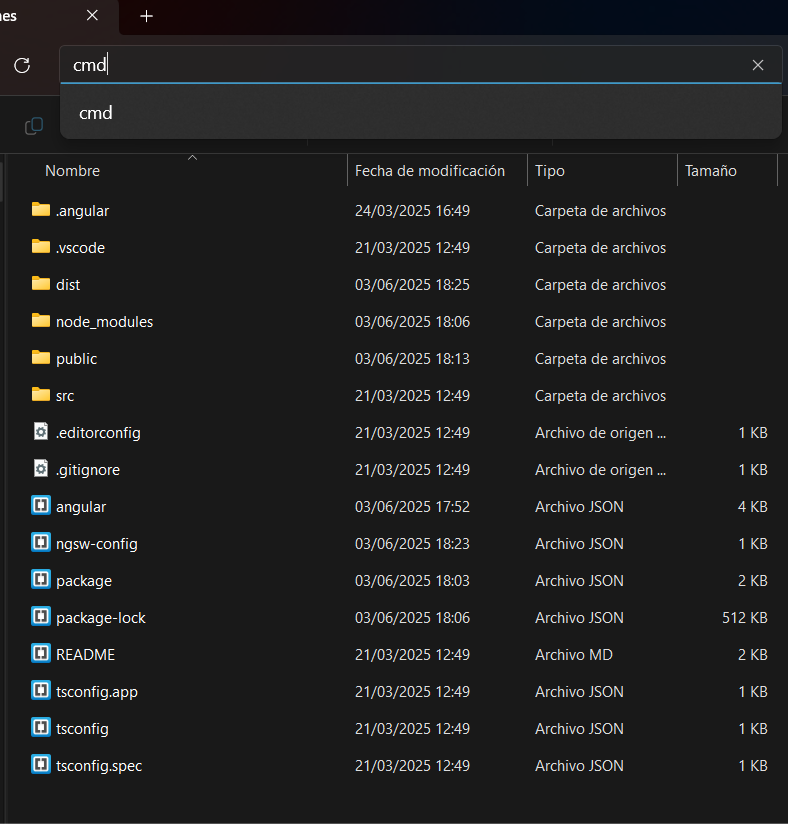 nes
cmd
cmd
Nombre Fecha de modificación Tipo Tamaño
.angular 24/03/2025 16:49 Carpeta de archivos
.vscode 21/03/2025 12:49 Carpeta de archivos
dist 03/06/2025 18:25 Carpeta de archivos
node_modules 03/06/2025 18:06 Carpeta de archivos
public 03/06/2025 18:13 Carpeta de archivos
src 21/03/2025 12:49 Carpeta de archivos
.editorconfig 21/03/2025 12:49 Archivo de origen ... 1 KB
.gitignore 21/03/2025 12:49 Archivo de origen ... 1 KB
angular 03/06/2025 17:52 Archivo JSON 4 KB
ngsw-config 03/06/2025 18:23 Archivo JSON 1 KB
package 03/06/2025 18:03 Archivo JSON 2 KB
package-lock 03/06/2025 18:06 Archivo JSON 512 KB
README 21/03/2025 12:49 Archivo MD 2 KB
tsconfig.app 21/03/2025 12:49 Archivo JSON 1 KB
tsconfig 21/03/2025 12:49 Archivo JSON 1 KB
tsconfig.spec 21/03/2025 12:49 Archivo JSON 1 KB